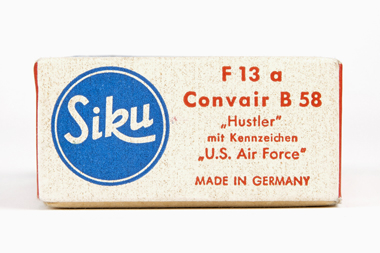 Siku
F 13 a
Convair B 58
„Hustler"
mit Kennzeichen
„U.S. Air Force"
MADE IN GERMANY